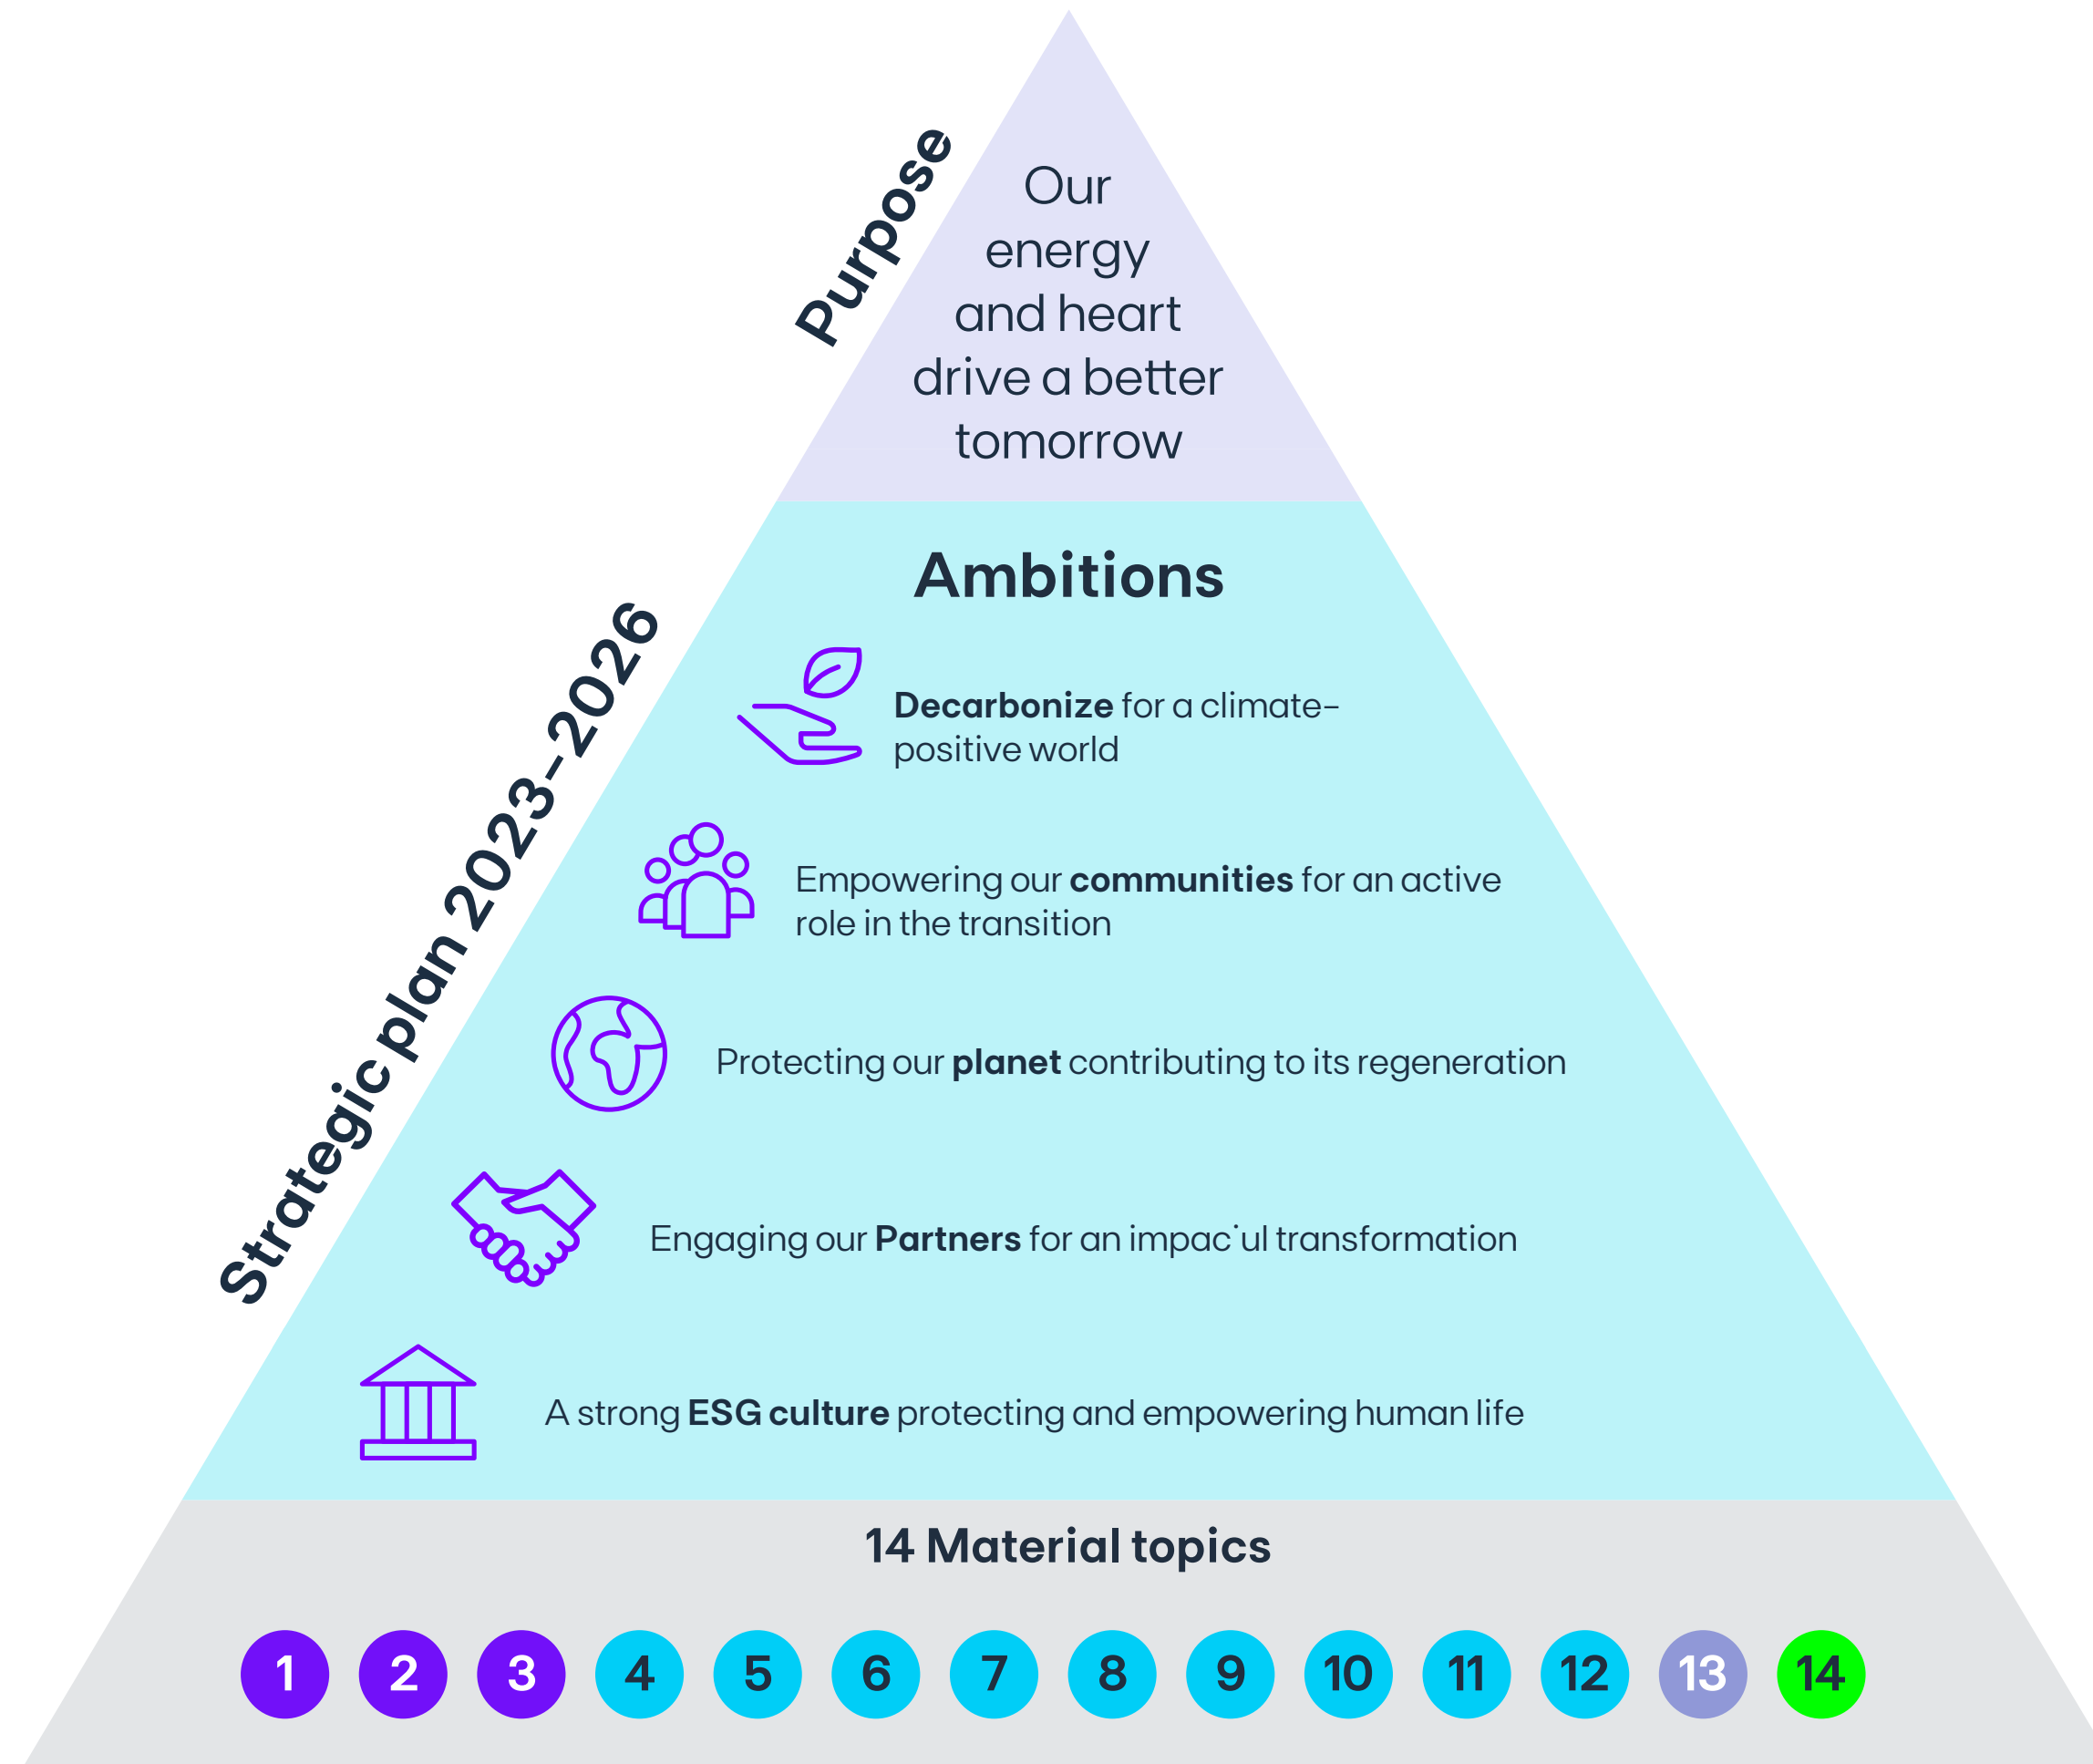 Purpose
Our
energy
and heart
drive a better
tomorrow
Strategic plan 2023–2026
Ambitions
Decarbonize for a climate–
positive world
Empowering our communities for an active
role in the transition
Protecting our planet contributing to its regeneration
Engaging our Partners for an impac˙ul transformation
A strong ESG culture protecting and empowering human life
14 Material topics
1 2 3 4 5 6 7 8 9 10 11 12 13 14